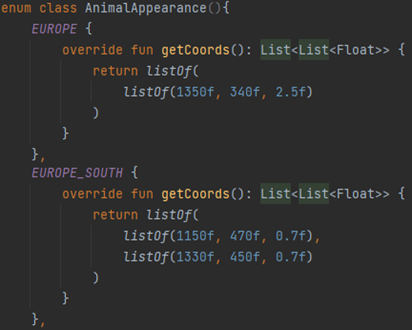 enum class AnimalAppearance(){
    EUROPE {
        override fun getCoords(): List<List<Float>> {
            return listOf(
                listOf(1350f, 340f, 2.5f)
            )
        }
    },
    EUROPE_SOUTH {
        override fun getCoords(): List<List<Float>> {
            return listOf(
                listOf(1150f, 470f, 0.7f),
                listOf(1330f, 450f, 0.7f)
            )
        }
    },